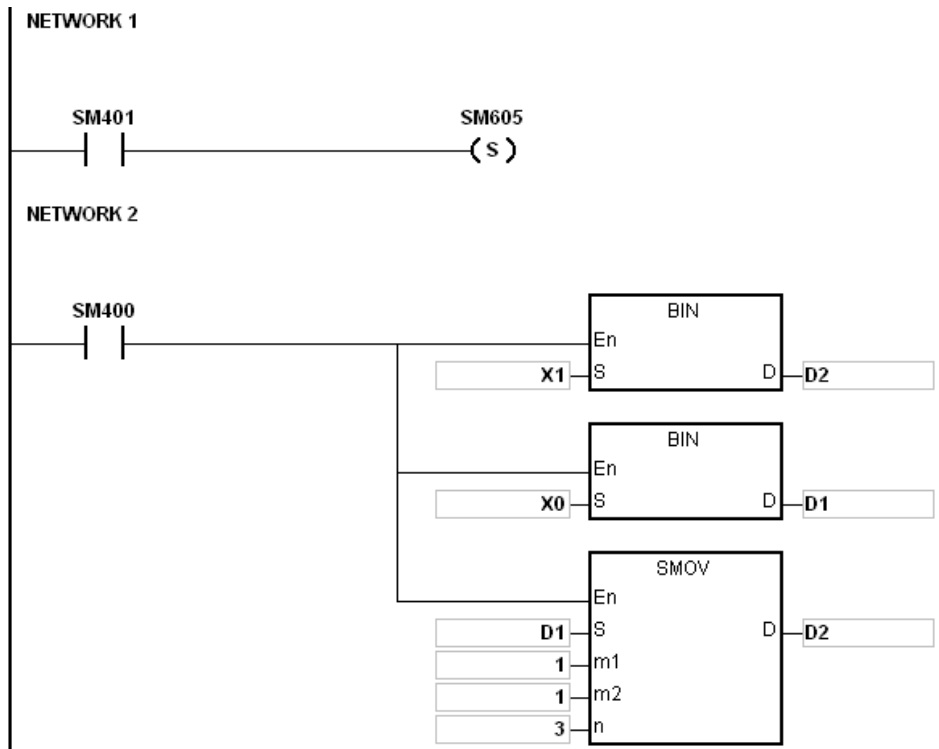 NETWORK 1
SM401 SM605
( S )
NETWORK 2
SM400
BIN
En
X1 S D D2
BIN
En
X0 S D D1
SMOV
En
D1 S D D2
1 m1
1 m2
3 n